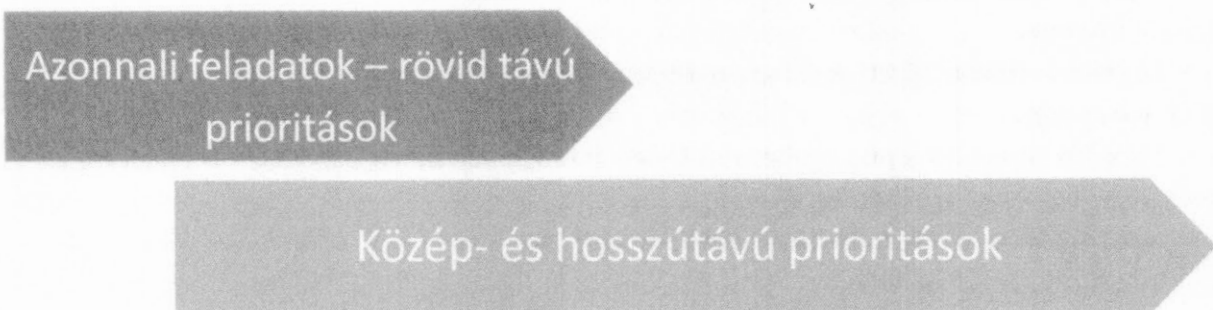 Azonnali feladatok – rövid távú
prioritások
Közép- és hosszútávú prioritások